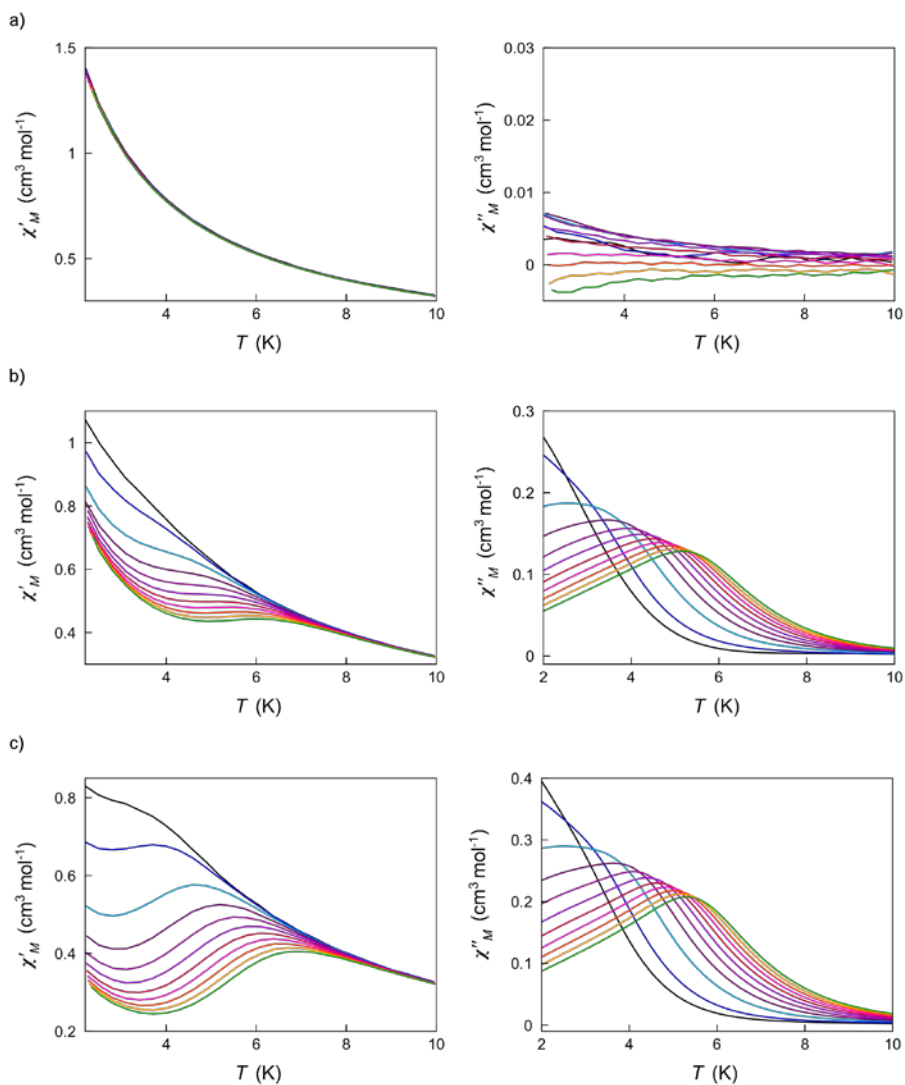 a)
1.5
1
0.5
4 6 8 10
T (K)
χ′M (cm³ mol⁻¹)
0.03
0.02
0.01
0
4 6 8 10
T (K)
χ″M (cm³ mol⁻¹)
b)
1
0.8
0.6
0.4
4 6 8 10
T (K)
χ′M (cm³ mol⁻¹)
0.3
0.2
0.1
0
2 4 6 8 10
T (K)
χ″M (cm³ mol⁻¹)
c)
0.8
0.6
0.4
0.2
4 6 8 10
T (K)
χ′M (cm³ mol⁻¹)
0.4
0.3
0.2
0.1
0
2 4 6 8 10
T (K)
χ″M (cm³ mol⁻¹)